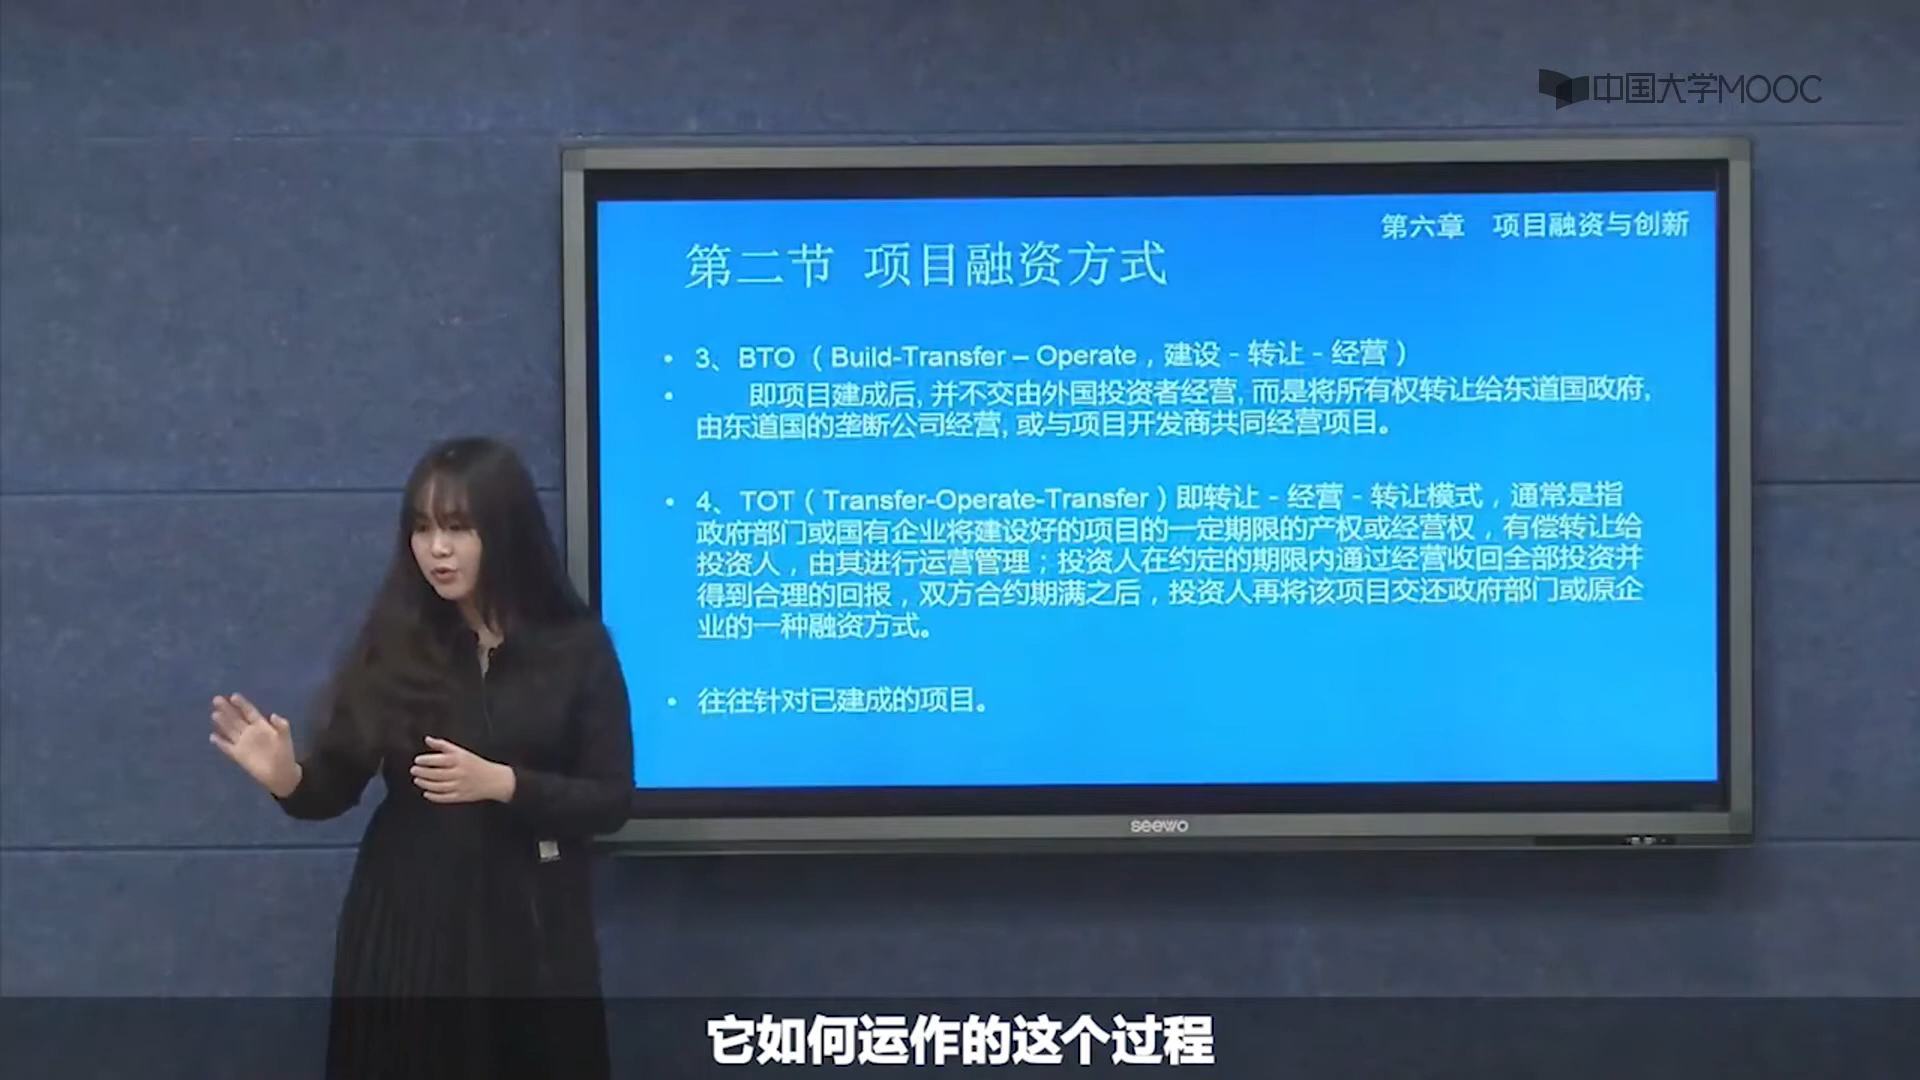 中国大学MOOC
第六章 项目融资与创新
第二节 项目融资方式
• 3、BTO（Build-Transfer – Operate，建设 - 转让 - 经营）
• 即项目建成后, 并不交由外国投资者经营, 而是将所有权转让给东道国政府,
由东道国的垄断公司经营, 或与项目开发商共同经营项目。
• 4、TOT（Transfer-Operate-Transfer）即转让 - 经营 - 转让模式，通常是指
政府部门或国有企业将建设好的项目的一定期限的产权或经营权，有偿转让给
投资人，由其进行运营管理；投资人在约定的期限内通过经营收回全部投资并
得到合理的回报，双方合约期满之后，投资人再将该项目交还政府部门或原企
业的一种融资方式。
• 往往针对已建成的项目。
seewo
它如何运作的这个过程